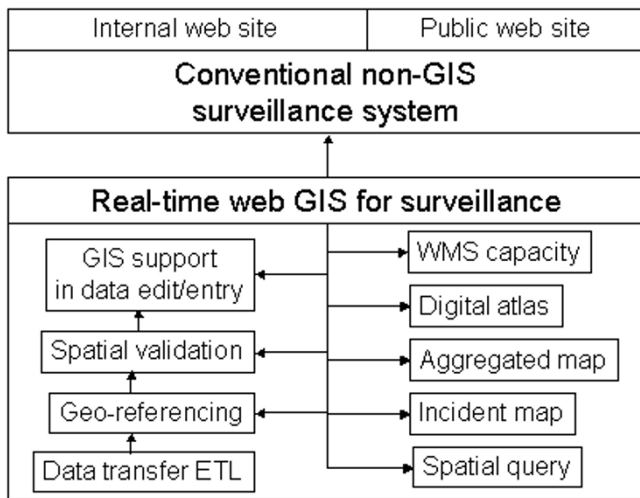 Internal web site
Public web site
Conventional non-GIS
surveillance system
Real-time web GIS for surveillance
GIS support
in data edit/entry
Spatial validation
Geo-referencing
Data transfer ETL
WMS capacity
Digital atlas
Aggregated map
Incident map
Spatial query